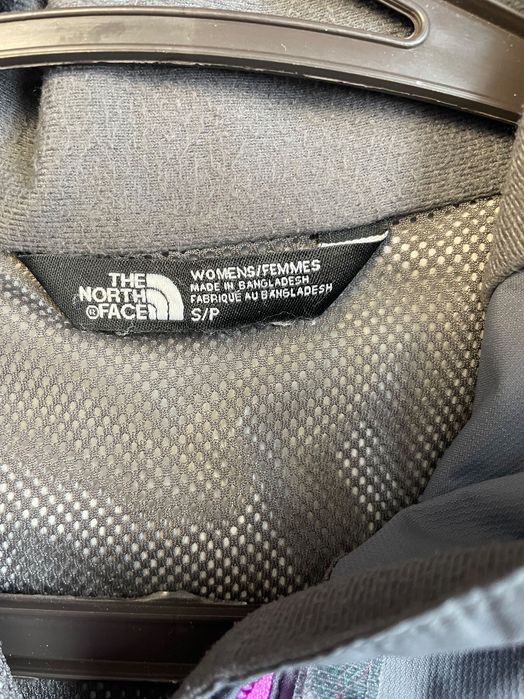 THE
NORTH
® FACE
WOMENS/FEMMES
MADE IN BANGLADESH
FABRIQUE AU BANGLADESH
S/P